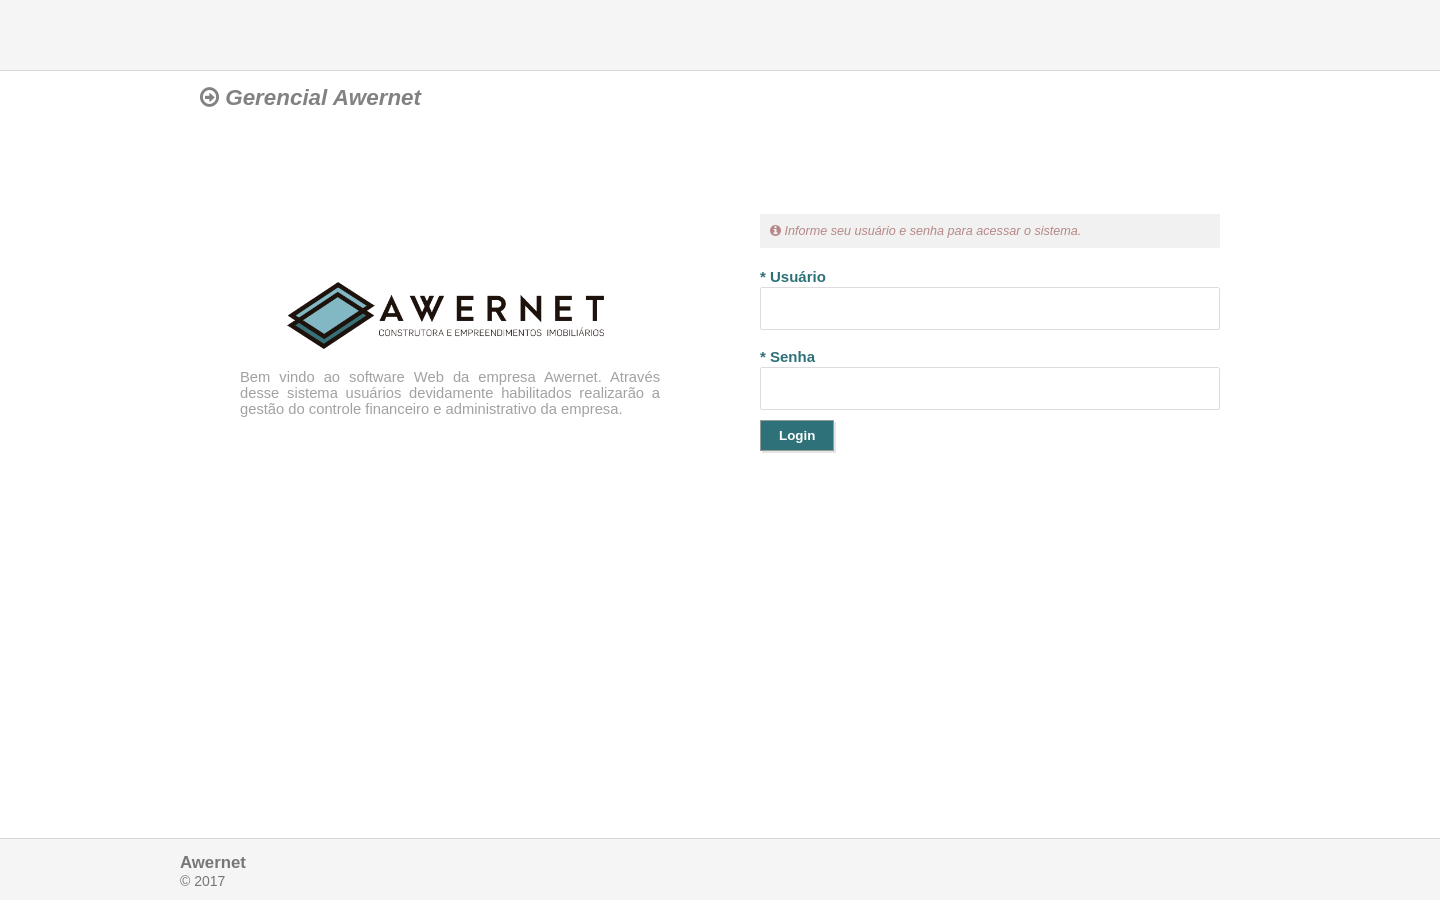 Gerencial Awernet
Informe seu usuário e senha para acessar o sistema.
* Usuário
AWERNET
CONSTRUTORA E EMPREENDIMENTOS IMOBILIÁRIOS
* Senha
Bem vindo ao software Web da empresa Awernet. Através
desse sistema usuários devidamente habilitados realizarão a
gestão do controle financeiro e administrativo da empresa.
Login
Awernet
© 2017